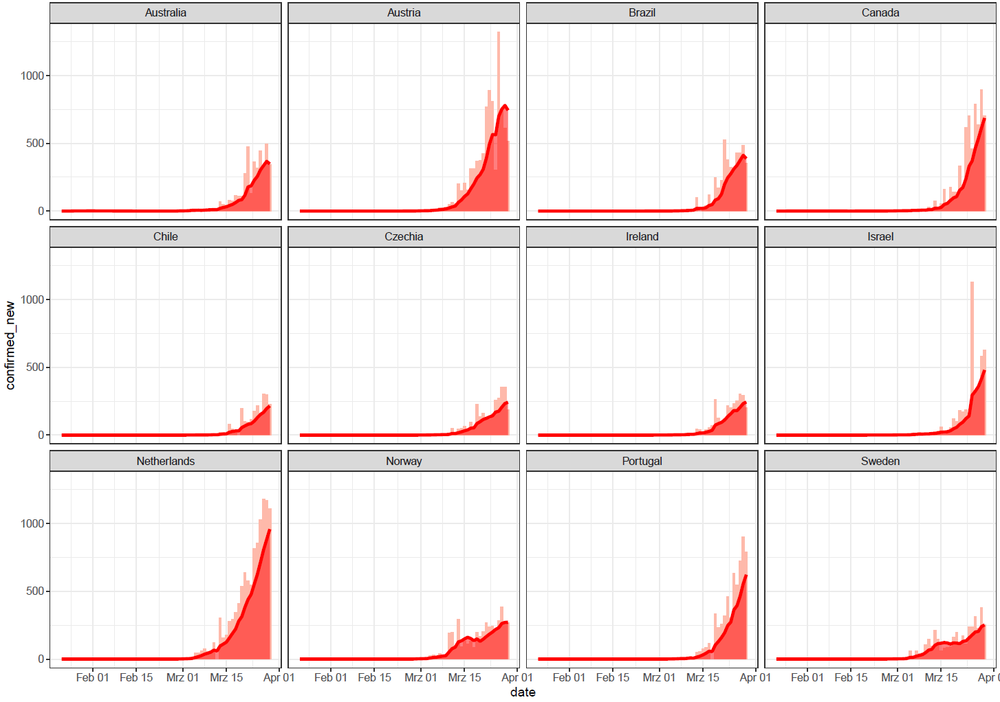 Australia Austria Brazil Canada
1000
500
0
Chile Czechia Ireland Israel
1000
500
0
confirmed_new
Netherlands Norway Portugal Sweden
1000
500
0
Feb 01 Feb 15 Mrz 01 Mrz 15 Apr 01 Feb 01 Feb 15 Mrz 01 Mrz 15 Apr 01 Feb 01 Feb 15 Mrz 01 Mrz 15 Apr 01 Feb 01 Feb 15 Mrz 01 Mrz 15 Apr 0
date